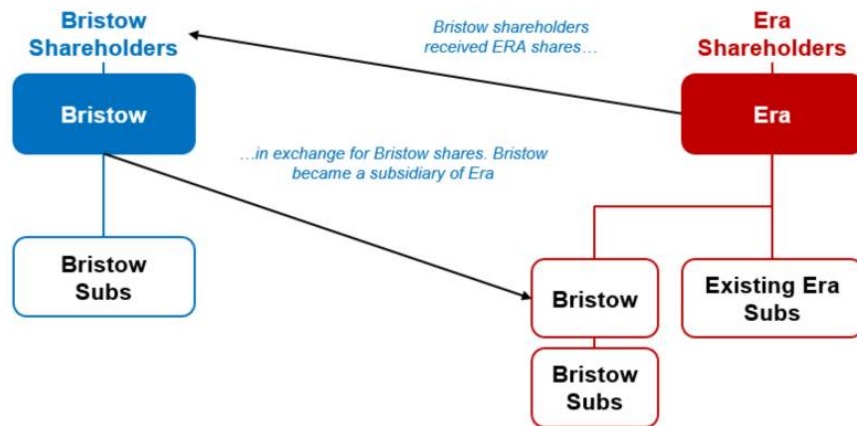 Bristow
Shareholders
Bristow shareholders
received ERA shares…
Era
Shareholders
Bristow
Era
…in exchange for Bristow shares. Bristow
became a subsidiary of Era
Bristow
Subs
Bristow
Existing Era
Subs
Bristow
Subs